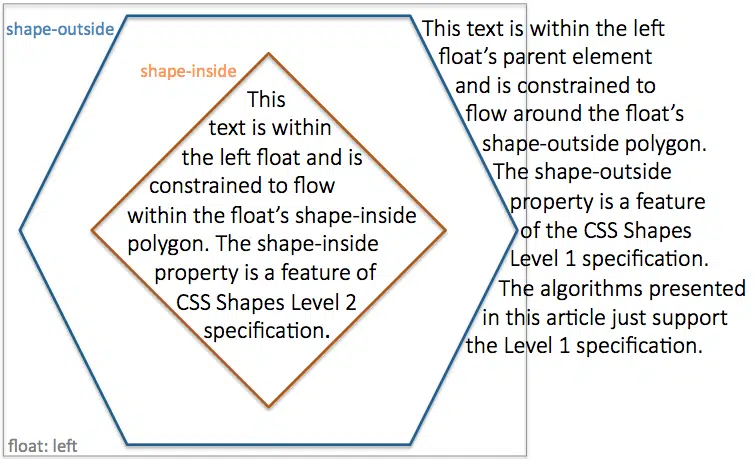 shape-outside
shape-inside
This
text is within
the left float and is
constrained to flow
within the float's shape-inside
polygon. The shape-inside
property is a feature of
CSS Shapes Level 2
specification.
float: left
This text is within the left
float's parent element
and is constrained to
flow around the float's
shape-outside polygon.
The shape-outside
property is a feature
of the CSS Shapes
Level 1 specification.
The algorithms presented
in this article just support
the Level 1 specification.